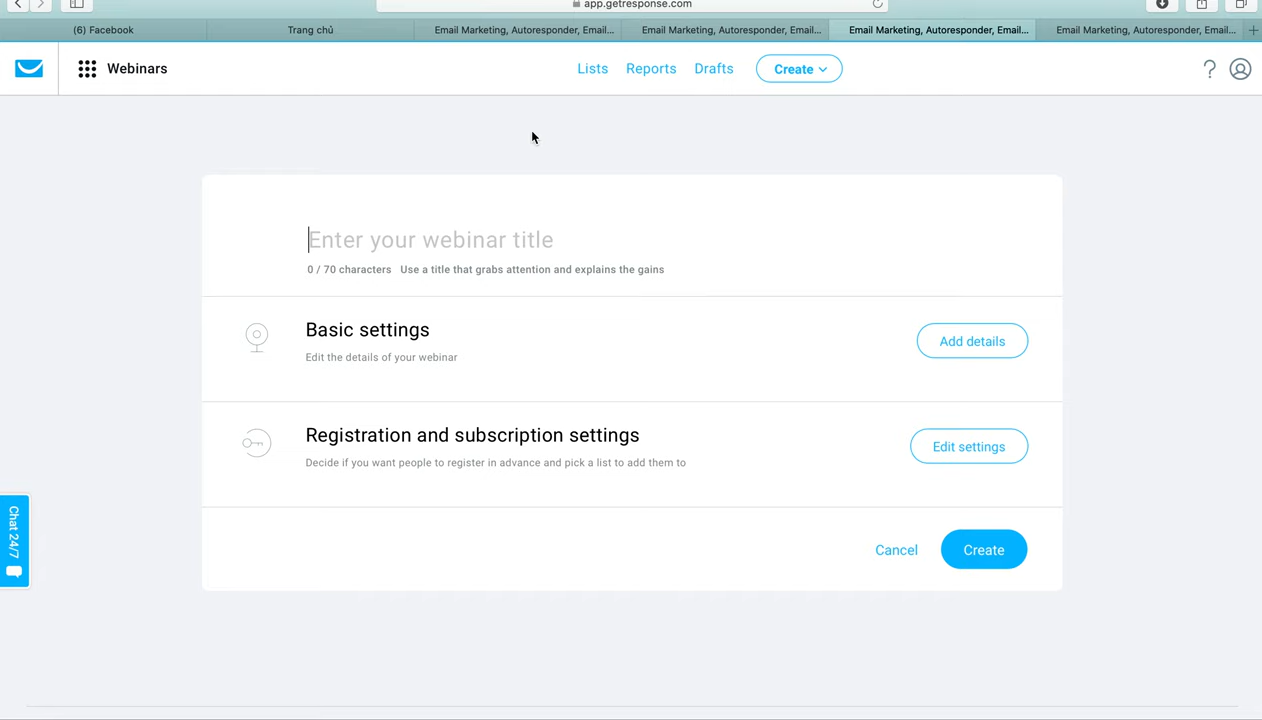 app.getresponse.com
(6) Facebook
Trang chủ
Email Marketing, Autoresponder, Email...
Email Marketing, Autoresponder, Email...
Email Marketing, Autoresponder, Email...
Email Marketing, Autoresponder, Email...
Webinars
Lists
Reports
Drafts
Create
?
Enter your webinar title
0 / 70 characters Use a title that grabs attention and explains the gains
Basic settings
Edit the details of your webinar
Add details
Registration and subscription settings
Decide if you want people to register in advance and pick a list to add them to
Edit settings
Chat 24/7
Cancel
Create